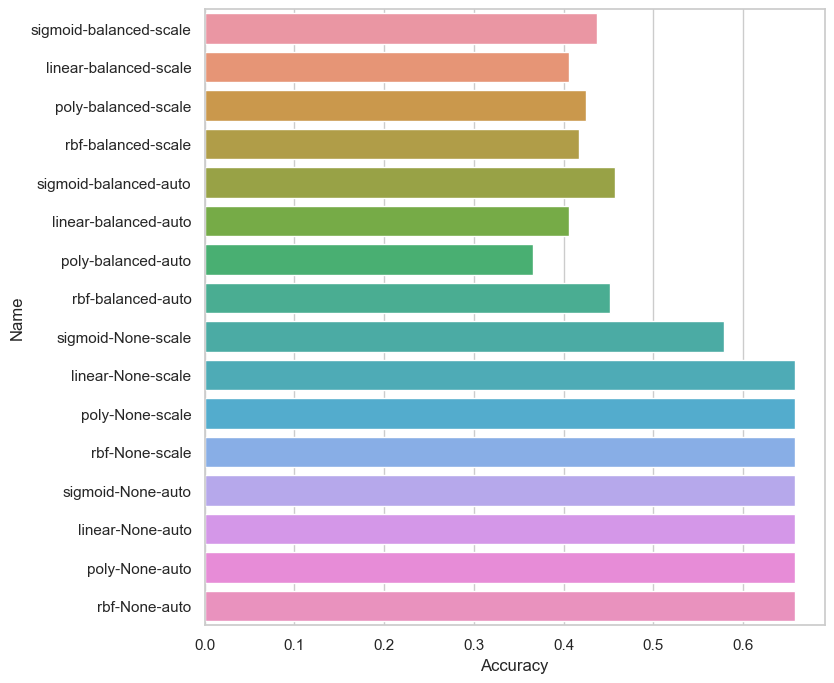 sigmoid-balanced-scale
linear-balanced-scale
poly-balanced-scale
rbf-balanced-scale
sigmoid-balanced-auto
linear-balanced-auto
poly-balanced-auto
rbf-balanced-auto
sigmoid-None-scale
linear-None-scale
poly-None-scale
rbf-None-scale
sigmoid-None-auto
linear-None-auto
poly-None-auto
rbf-None-auto
Name
0.0 0.1 0.2 0.3 0.4 0.5 0.6
Accuracy